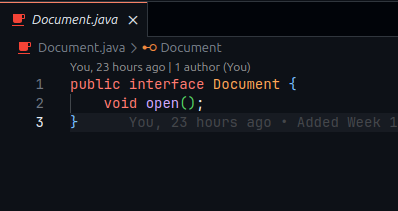 Document.java ×
Document.java > Document
You, 23 hours ago | 1 author (You)
1 public interface Document {
2 void open();
3 } You, 23 hours ago • Added Week 1